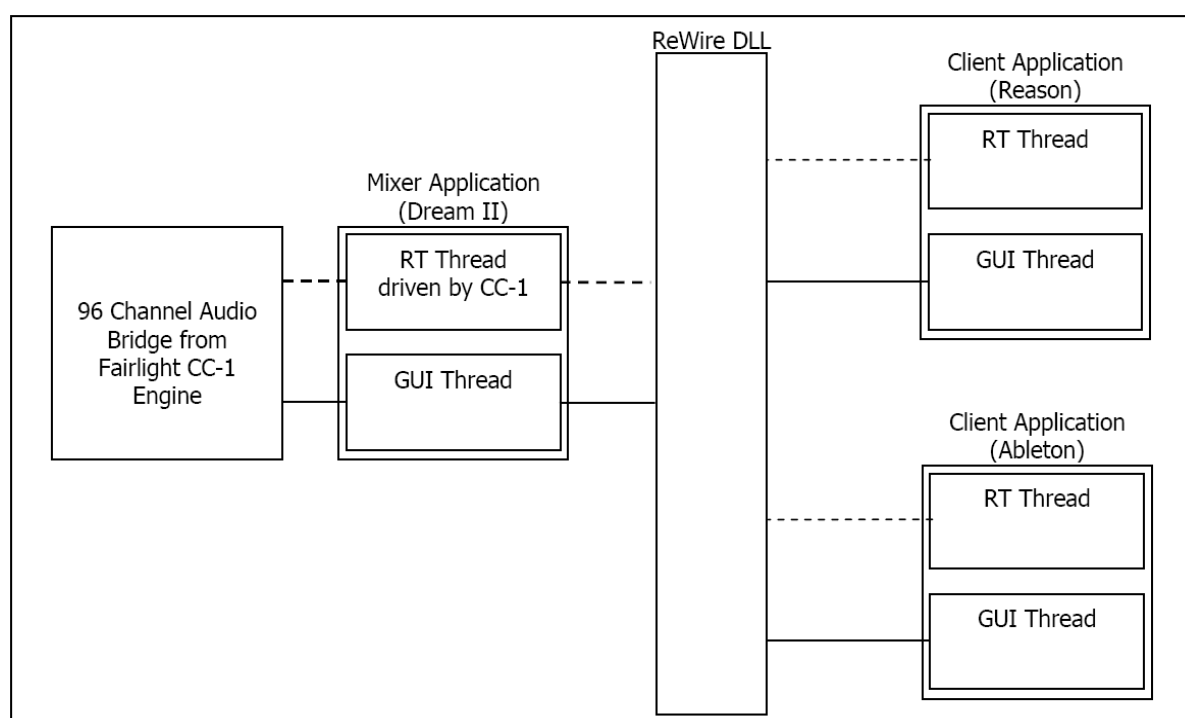 ReWire DLL
Client Application
(Reason)
RT Thread
GUI Thread
Mixer Application
(Dream II)
RT Thread
driven by CC-1
GUI Thread
96 Channel Audio
Bridge from
Fairlight CC-1
Engine
Client Application
(Ableton)
RT Thread
GUI Thread